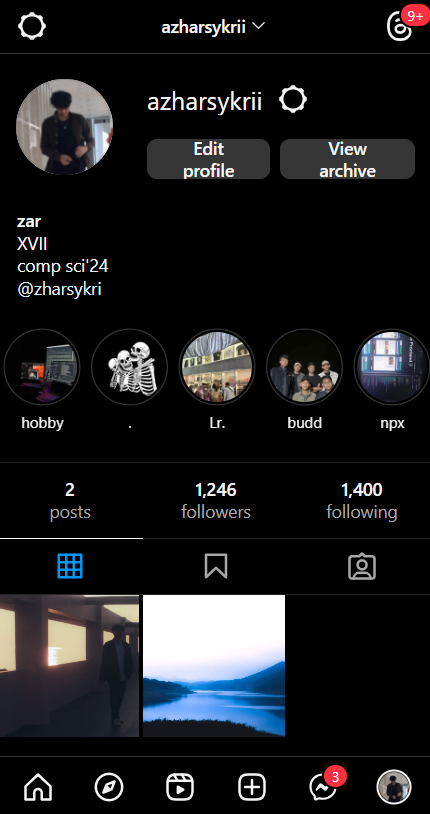 azharsykrii
9+
azharsykrii
Edit profile
View archive
zar
XVII
comp sci'24
@zharsykri
hobby
.
Lr.
budd
npx
2
posts
1,246
followers
1,400
following
3